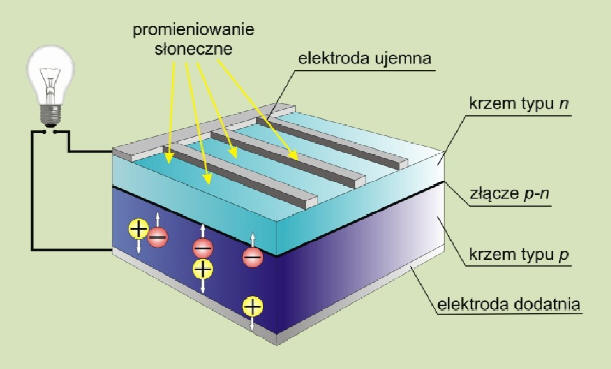 promieniowanie
słoneczne
elektroda ujemna
krzem typu n
złącze p-n
krzem typu p
elektroda dodatnia